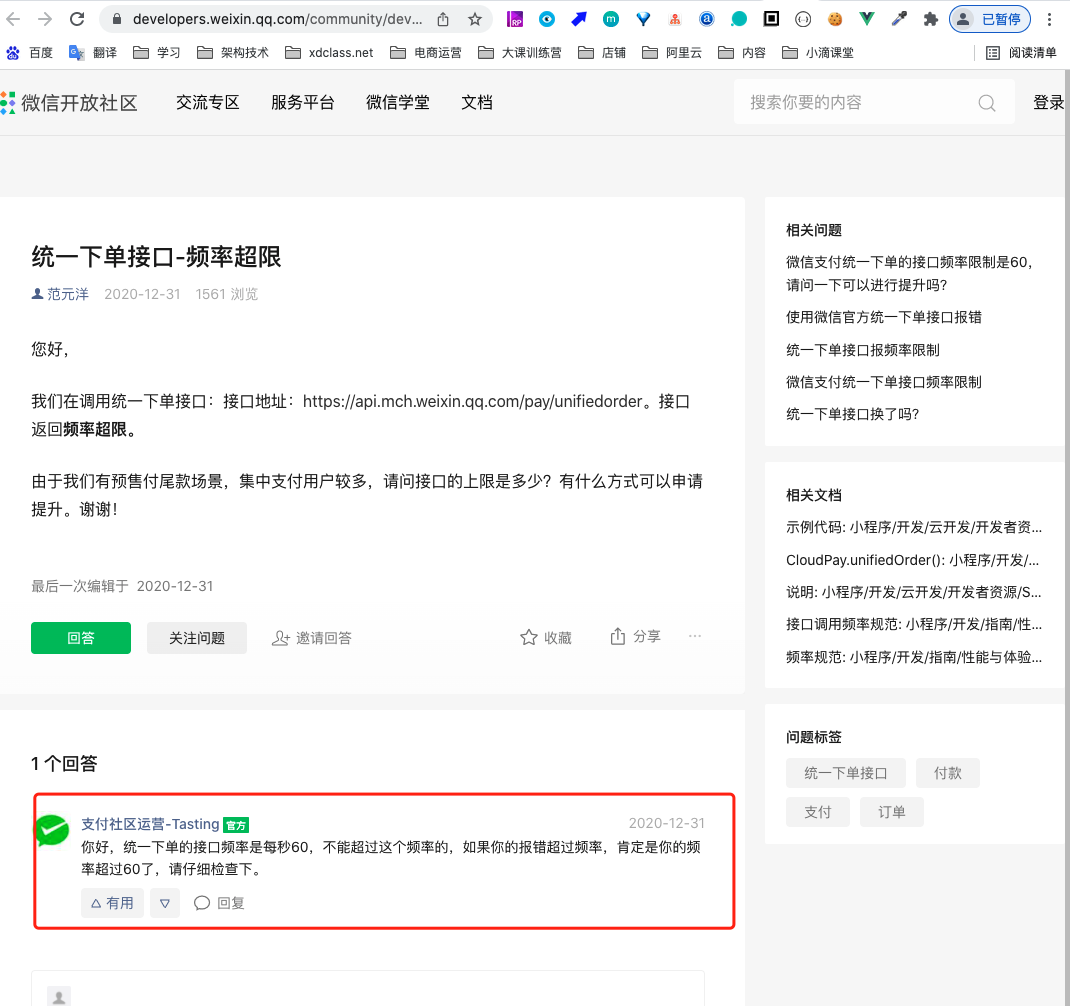 developers.weixin.qq.com/community/dev...
已暂停
百度 翻译 学习 架构技术 xdclass.net 电商运营 大课训练营 店铺 阿里云 内容 小滴课堂 阅读清单
微信开放社区 交流专区 服务平台 微信学堂 文档 搜索你要的内容 登录
统一下单接口-频率超限
范元洋 2020-12-31 1561 浏览
您好，
我们在调用统一下单接口：接口地址：https://api.mch.weixin.qq.com/pay/unifiedorder。接口
返回频率超限。
由于我们有预售付尾款场景，集中支付用户较多，请问接口的上限是多少？有什么方式可以申请
提升。谢谢！
最后一次编辑于 2020-12-31
回答 关注问题 邀请回答 收藏 分享 ...
1 个回答
支付社区运营-Tasting 官方 2020-12-31
你好，统一下单的接口频率是每秒60，不能超过这个频率的，如果你的报错超过频率，肯定是你的频
率超过60了，请仔细检查下。
有用 回复
相关问题
微信支付统一下单的接口频率限制是60，
请问一下可以进行提升吗?
使用微信官方统一下单接口报错
统一下单接口报频率限制
微信支付统一下单接口频率限制
统一下单接口换了吗?
相关文档
示例代码: 小程序/开发/云开发/开发者资...
CloudPay.unifiedOrder(): 小程序/开发/...
说明: 小程序/开发/云开发/开发者资源/S...
接口调用频率规范: 小程序/开发/指南/性...
频率规范: 小程序/开发/指南/性能与体验...
问题标签
统一下单接口 付款
支付 订单